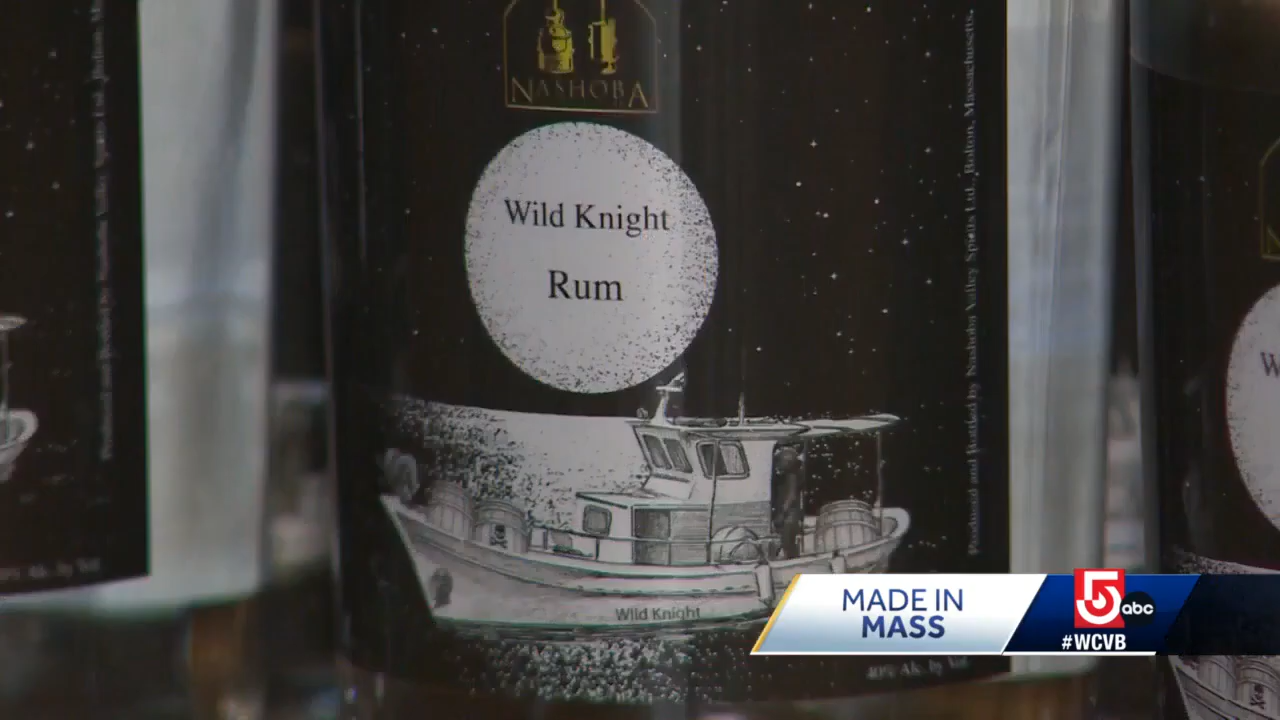 NASHOBA
Wild Knight
Rum
Produced and Bottled by Nashoba Valley Spirits Ltd., Bolton, Massachusetts.
Wild Knight
40% Alc. by Vol
MADE IN
MASS
5 abc
#WCVB
W